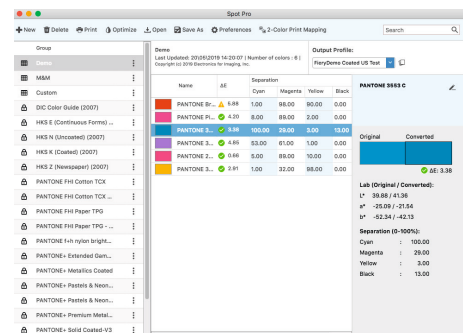 Spot Pro
New Delete Print Optimize Open Save As Preferences 2-Color Print Mapping Search
Group
Demo
M&M
Custom
DIC Color Guide (2007)
HKS E (Continuous Forms) ...
HKS N (Uncoated) (2007)
HKS K (Coated) (2007)
HKS Z (Newspaper) (2007)
PANTONE FHI Cotton TCX
PANTONE FHI Cotton TCX ...
PANTONE FHI Paper TPG
PANTONE FHI Paper TPG - ...
PANTONE f+h nylon bright...
PANTONE+ Extended Gam...
PANTONE+ Metallics Coated
PANTONE+ Pastels & Neon...
PANTONE+ Pastels & Neon...
PANTONE+ Premium Metal...
PANTONE+ Solid Coated-V3
Demo
Last Updated: 20\05\2019 14-20-07 | Number of colors : 6 |
Copyright (c) 2019 Electronics for Imaging, Inc.
Output Profile:
FieryDemo Coated US Test
Name ΔE Separation
Cyan Magenta Yellow Black
PANTONE Br... 5.88 1.00 98.00 90.00 0.00
PANTONE Pl... 4.20 8.00 89.00 2.00 0.00
PANTONE 3... 3.38 100.00 29.00 3.00 13.00
PANTONE 3... 4.85 53.00 61.00 1.00 0.00
PANTONE 2... 0.66 5.00 89.00 10.00 0.00
PANTONE 3... 2.91 1.00 32.00 98.00 0.00
PANTONE 3553 C
Original Converted
ΔE: 3.38
Lab (Original / Converted):
L* 39.88 / 41.36
a* -25.09 / -21.54
b* -52.34 / -42.13
Separation (0-100%):
Cyan : 100.00
Magenta : 29.00
Yellow : 3.00
Black : 13.00